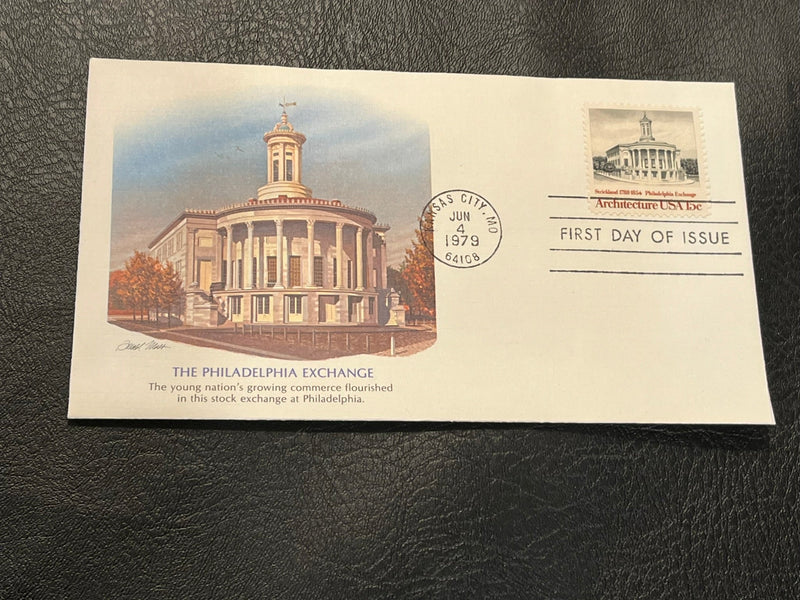 Strickland 1788-1854 Philadelphia Exchange
Architecture USA 15c
KANSAS CITY, MO
JUN
4
1979
64108
FIRST DAY OF ISSUE
THE PHILADELPHIA EXCHANGE
The young nation's growing commerce flourished
in this stock exchange at Philadelphia.